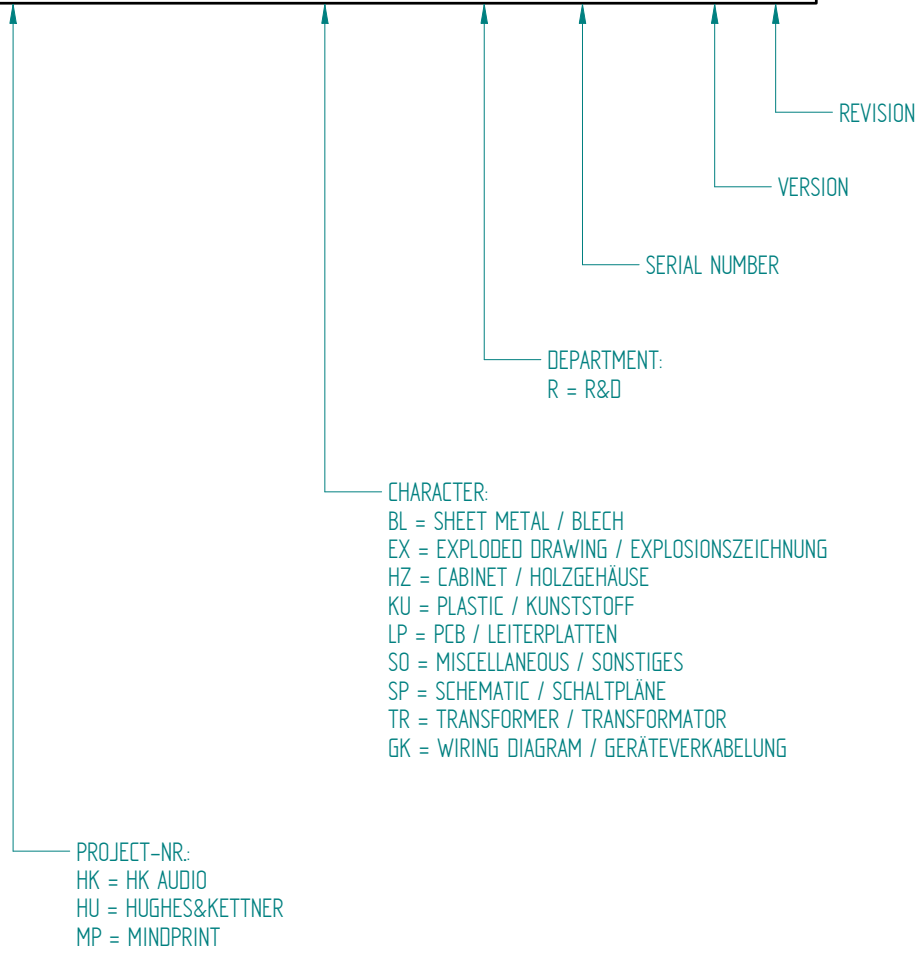 REVISION
VERSION
SERIAL NUMBER
DEPARTMENT:
R = R&D
CHARACTER:
BL = SHEET METAL / BLECH
EX = EXPLODED DRAWING / EXPLOSIONSZEICHNUNG
HZ = CABINET / HOLZGEHÄUSE
KU = PLASTIC / KUNSTSTOFF
LP = PCB / LEITERPLATTEN
SO = MISCELLANEOUS / SONSTIGES
SP = SCHEMATIC / SCHALTPLÄNE
TR = TRANSFORMER / TRANSFORMATOR
GK = WIRING DIAGRAM / GERÄTEVERKABELUNG
PROJECT-NR.:
HK = HK AUDIO
HU = HUGHES&KETTNER
MP = MINDPRINT